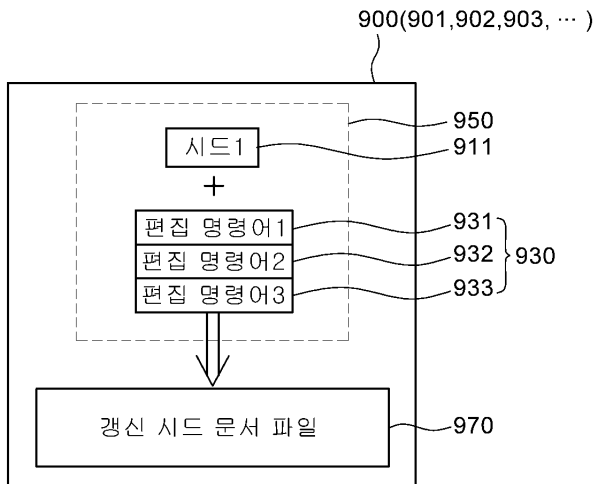 900(901,902,903, ··· )
950
시드1
911
+
편집 명령어1
931
편집 명령어2
932
930
편집 명령어3
933
갱신 시드 문서 파일
970